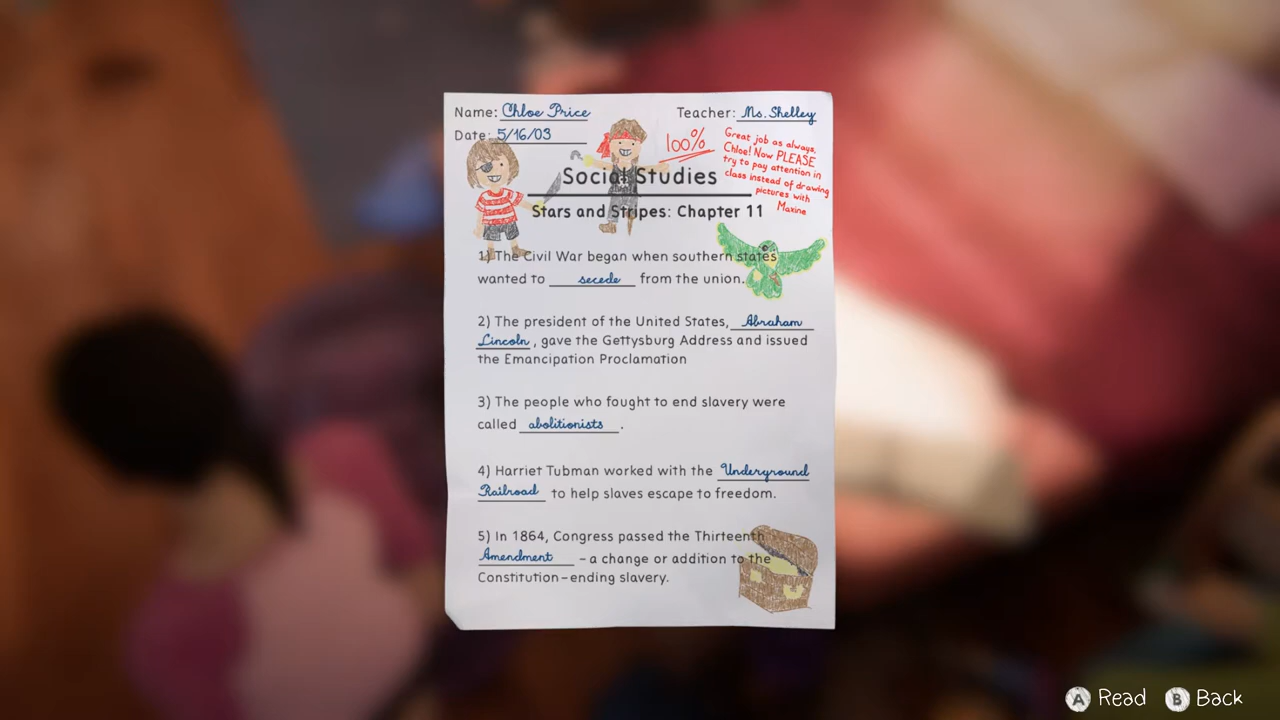 Name: Chloe Price
Teacher: Ms. Shelley
Date: 5/16/03
100%
Great job as always,
Chloe! Now PLEASE
try to pay attention in
class instead of drawing
pictures with
Maxine
Social Studies
Stars and Stripes: Chapter 11
1) The Civil War began when southern states
wanted to secede from the union.
2) The president of the United States, Abraham
Lincoln, gave the Gettysburg Address and issued
the Emancipation Proclamation
3) The people who fought to end slavery were
called abolitionists.
4) Harriet Tubman worked with the Underground
Railroad to help slaves escape to freedom.
5) In 1864, Congress passed the Thirteenth
Amendment – a change or addition to the
Constitution – ending slavery.
A Read B Back